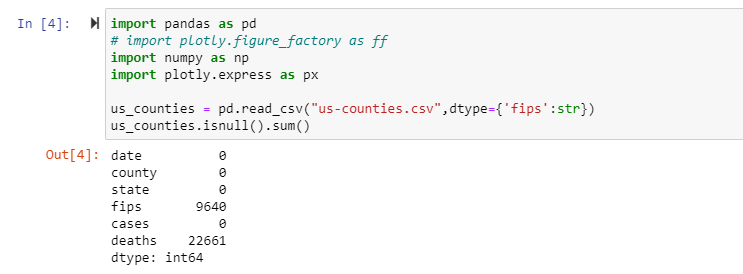 In [4]: import pandas as pd
# import plotly.figure_factory as ff
import numpy as np
import plotly.express as px
us_counties = pd.read_csv("us-counties.csv",dtype={'fips':str})
us_counties.isnull().sum()
Out[4]: date 0
county 0
state 0
fips 9640
cases 0
deaths 22661
dtype: int64